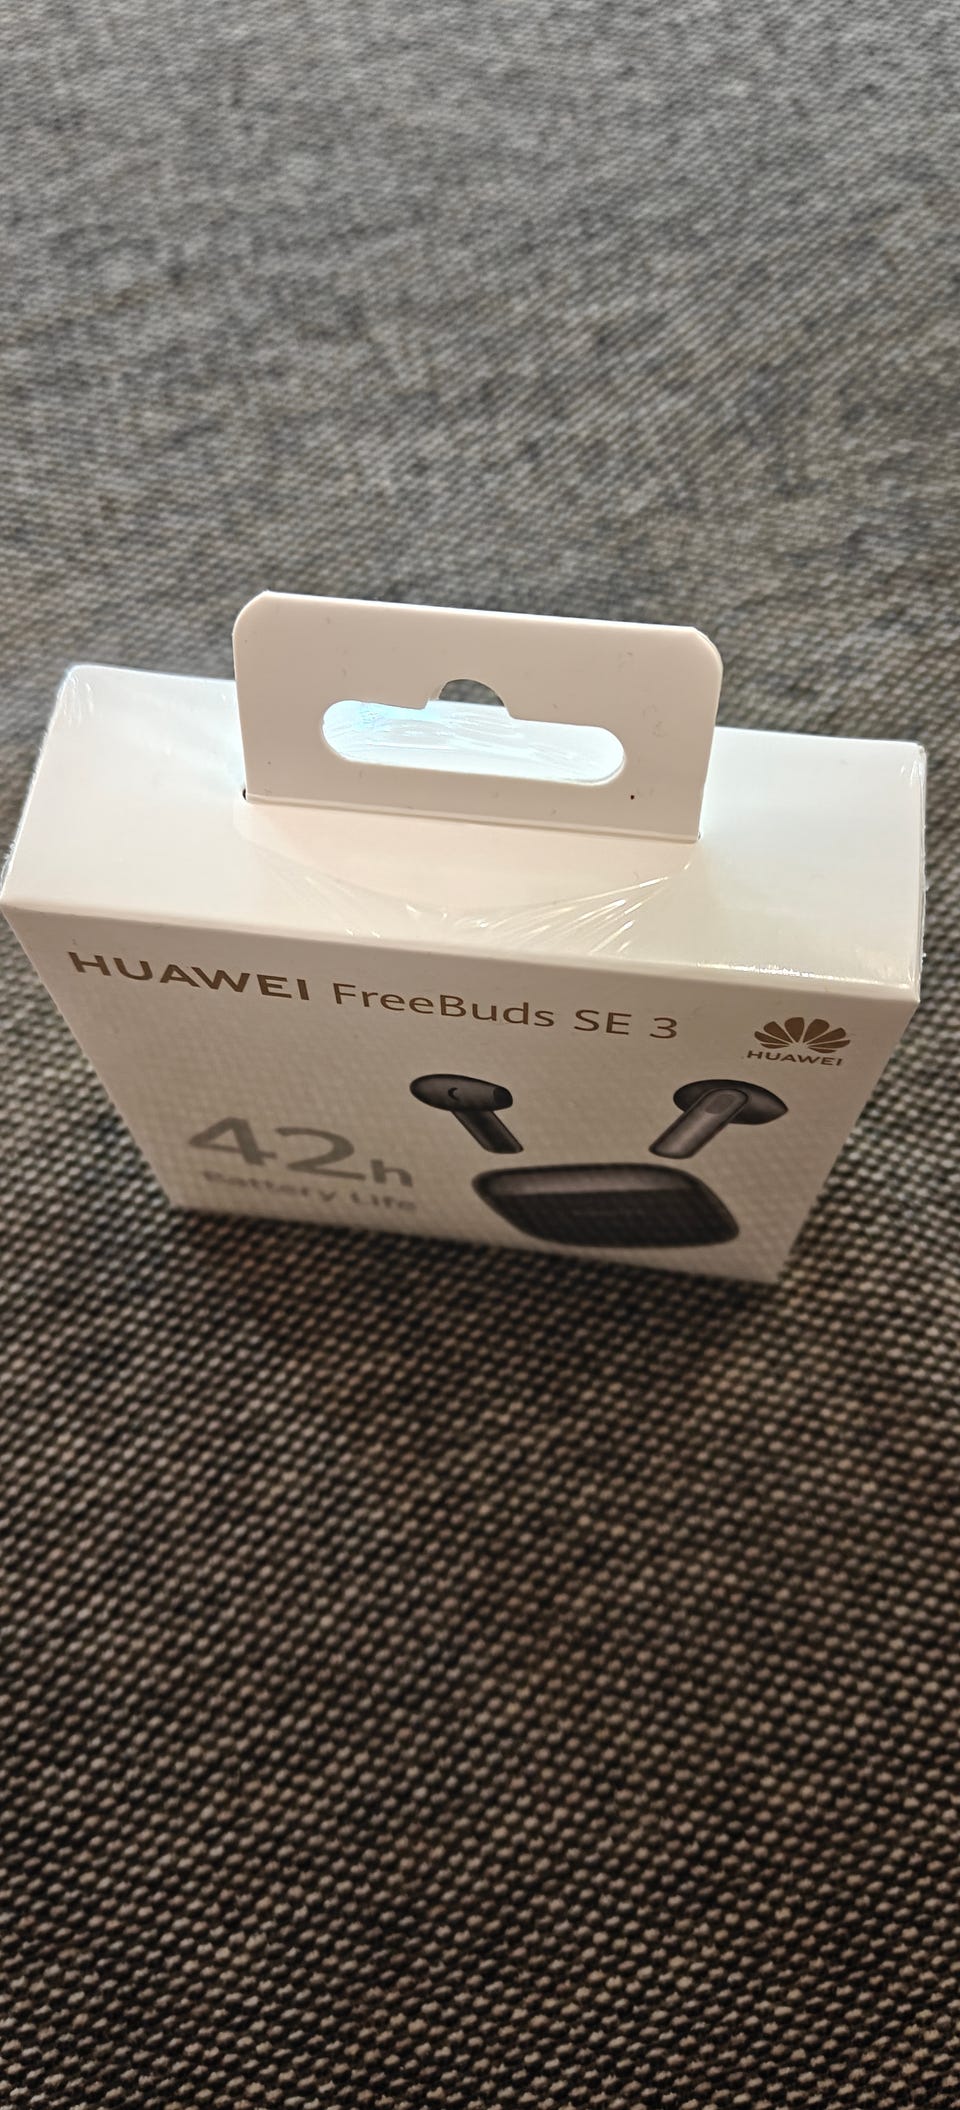 HUAWEI FreeBuds SE 3
HUAWEI
42h
Battery Life